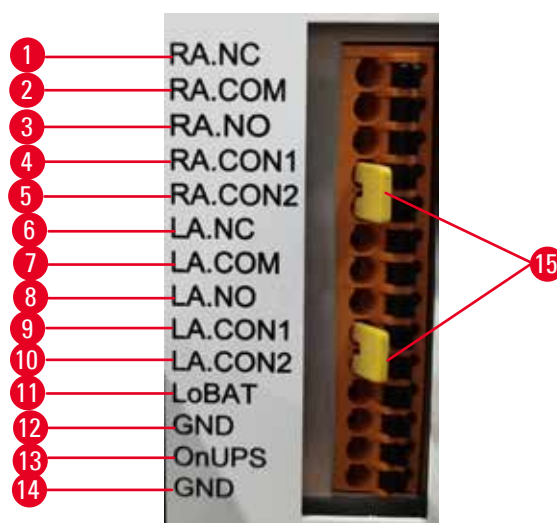 1 RA.NC
2 RA.COM
3 RA.NO
4 RA.CON1
5 RA.CON2
6 LA.NC
7 LA.COM
8 LA.NO
9 LA.CON1
10 LA.CON2
11 LoBAT
12 GND
13 OnUPS
14 GND
15